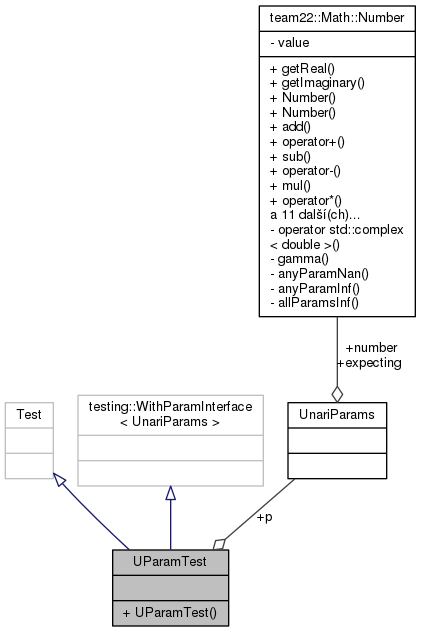 team22::Math::Number
- value
+ getReal()
+ getImaginary()
+ Number()
+ Number()
+ add()
+ operator+()
+ sub()
+ operator-()
+ mul()
+ operator*()
a 11 další(ch)...
- operator std::complex
< double >()
- gamma()
- anyParamNan()
- anyParamInf()
- allParamsInf()
+number
+expecting
Test
testing::WithParamInterface
< UnariParams >
UnariParams
+p
UParamTest
+ UParamTest()